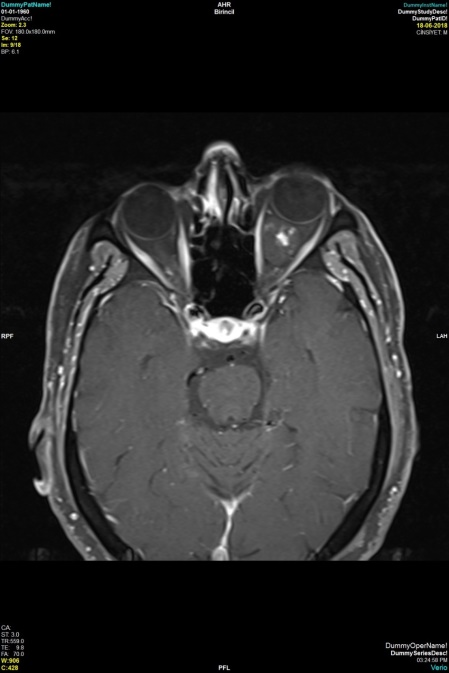 DummyPatName!
01-01-1960
DummyAcc!
Zoom: 2.3
FOV: 180.0x180.0mm
Se: 12
Im: 9/18
BP: 6.1
AHR
Birincil
DummyInstName!
DummyStudyDesc!
DummyPatID!
18-06-2018
CINSIYET M
RPF
LAH
CA:
ST: 3.0
TR:559.0
TE: 9.8
FA: 70.0
W:906
C:428
PFL
DummyOperName!
DummySeriesDesc!
03:24:59 PM
Verio